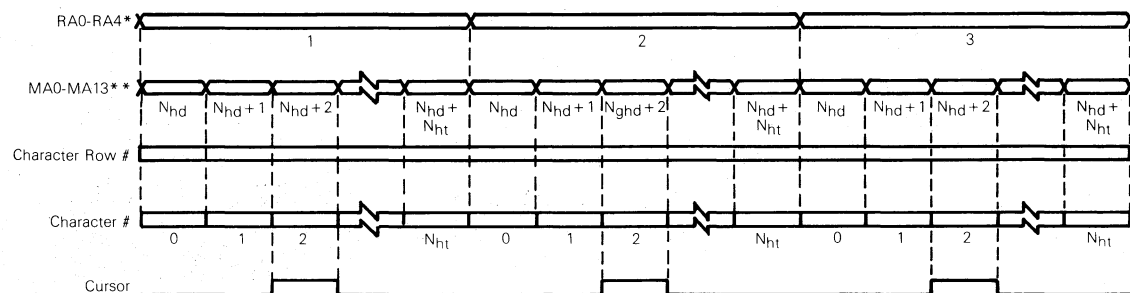 RA0-RA4*
1 2 3
MA0-MA13**
Nhd Nhd+1 Nhd+2 Nhd+ Nhd Nhd+1 Nghd+2 Nhd+ Nhd Nhd+1 Nhd+2 Nhd+
Nht Nht Nht
Character Row #
Character #
0 1 2 Nht 0 1 2 Nht 0 1 2 Nht
Cursor